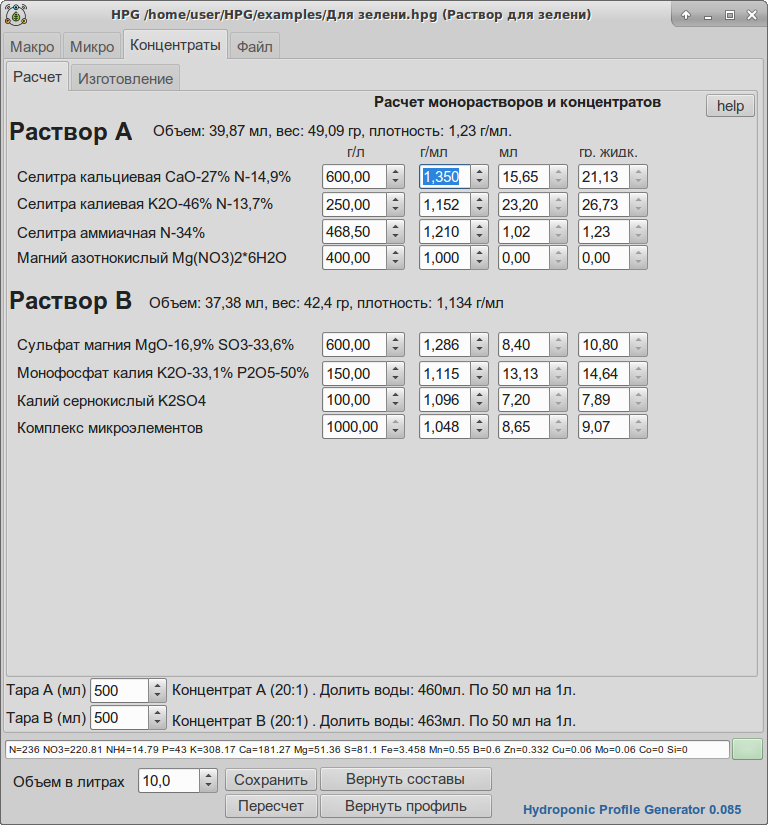 HPG /home/user/HPG/examples/Для зелени.hpg (Раствор для зелени)
Макро Микро Концентраты Файл
Расчет Изготовление
Расчет монорастворов и концентратов help
Раствор А Объем: 39,87 мл, вес: 49,09 гр, плотность: 1,23 г/мл.
г/л г/мл мл гр. жидк.
Селитра кальциевая CaO-27% N-14,9% 600,00 1,350 15,65 21,13
Селитра калиевая K2O-46% N-13,7% 250,00 1,152 23,20 26,73
Селитра аммиачная N-34% 468,50 1,210 1,02 1,23
Магний азотнокислый Mg(NO3)2*6H2O 400,00 1,000 0,00 0,00
Раствор В Объем: 37,38 мл, вес: 42,4 гр, плотность: 1,134 г/мл
Сульфат магния MgO-16,9% SO3-33,6% 600,00 1,286 8,40 10,80
Монофосфат калия K2O-33,1% P2O5-50% 150,00 1,115 13,13 14,64
Калий сернокислый K2SO4 100,00 1,096 7,20 7,89
Комплекс микроэлементов 1000,00 1,048 8,65 9,07
Тара А (мл) 500 Концентрат А (20:1) . Долить воды: 460мл. По 50 мл на 1л.
Тара В (мл) 500 Концентрат В (20:1) . Долить воды: 463мл. По 50 мл на 1л.
N=236 NO3=220.81 NH4=14.79 P=43 K=308.17 Ca=181.27 Mg=51.36 S=81.1 Fe=3.458 Mn=0.55 B=0.6 Zn=0.332 Cu=0.06 Mo=0.06 Co=0 Si=0
Объем в литрах 10,0 Сохранить Вернуть составы
Пересчет Вернуть профиль
Hydroponic Profile Generator 0.085